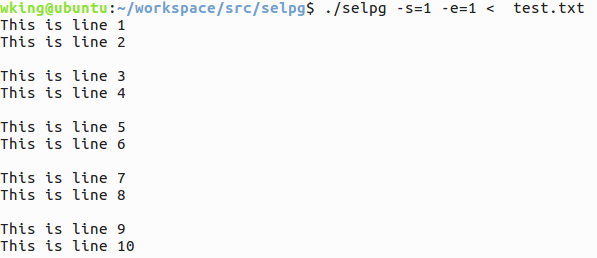 wking@ubuntu:~/workspace/src/selpg$ ./selpg -s=1 -e=1 <  test.txt
This is line 1
This is line 2

This is line 3
This is line 4

This is line 5
This is line 6

This is line 7
This is line 8

This is line 9
This is line 10